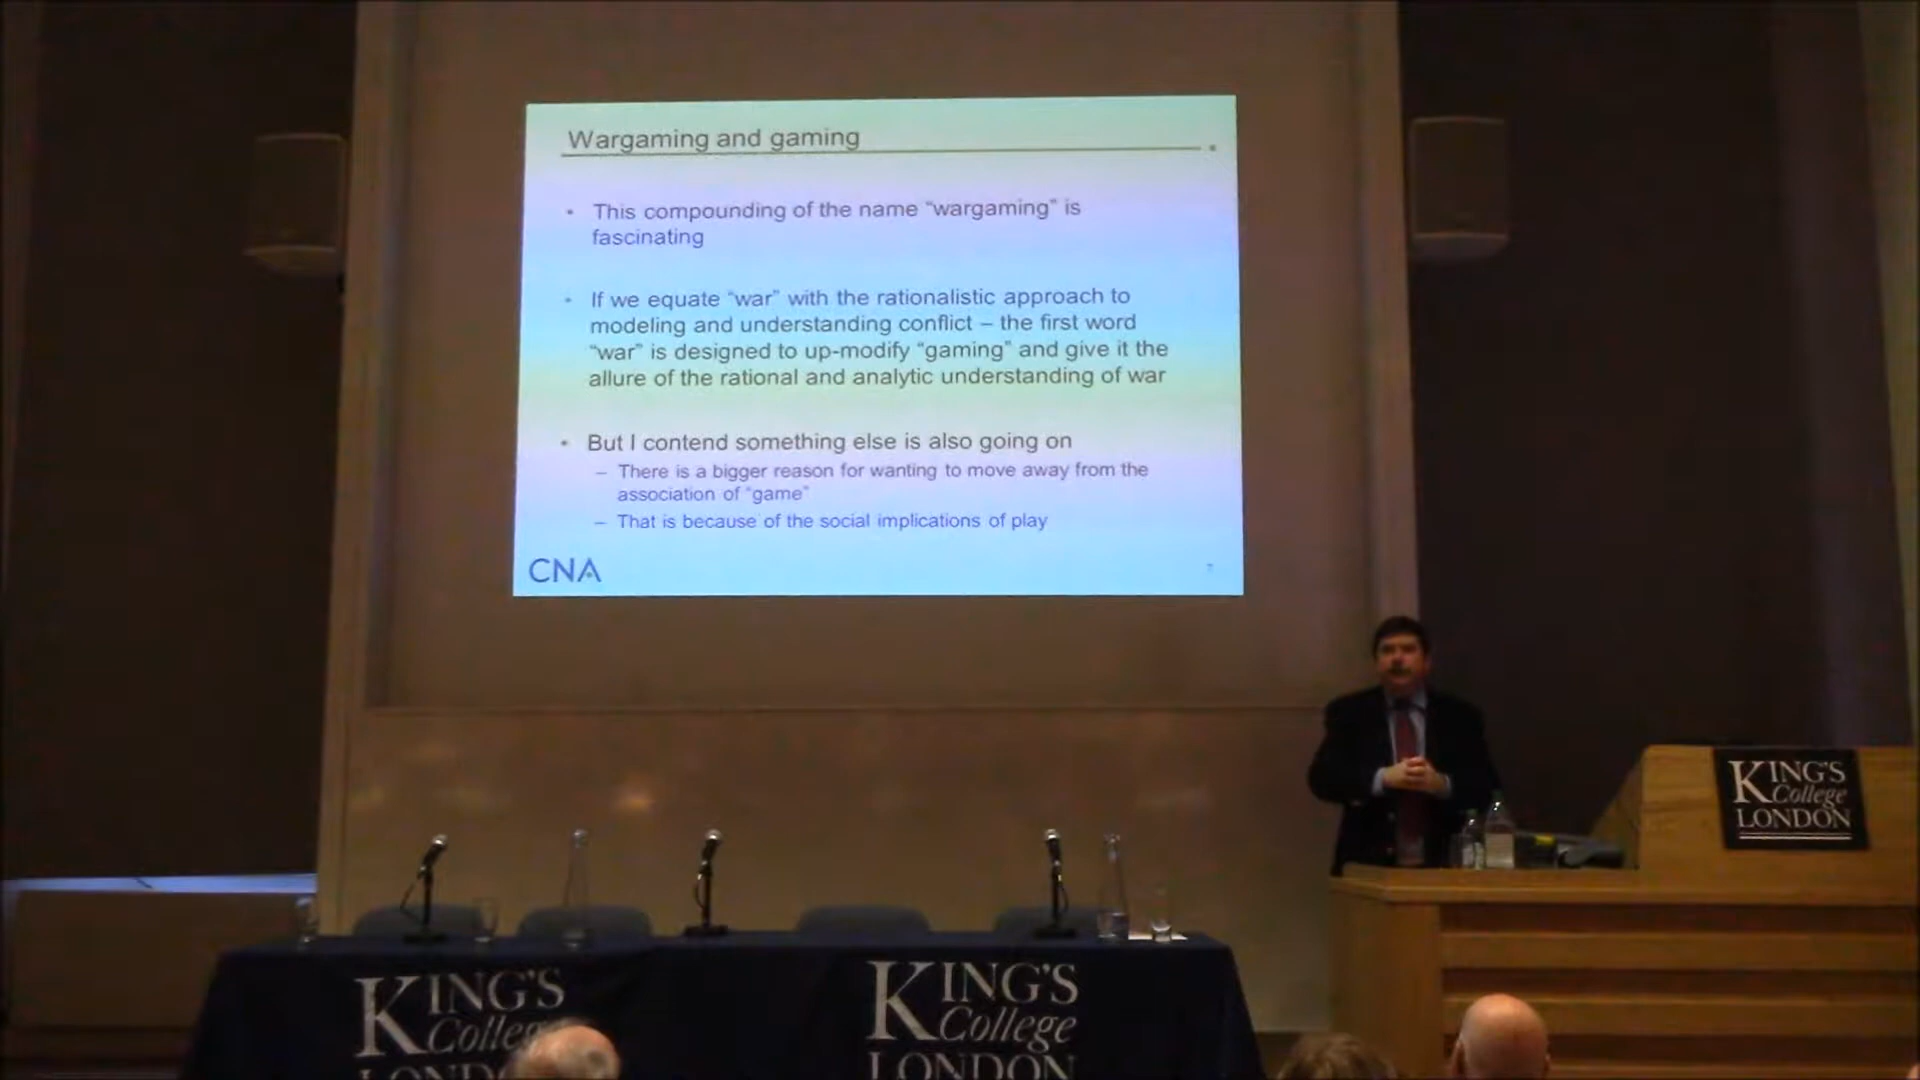 Wargaming and gaming
• This compounding of the name “wargaming” is
fascinating
• If we equate “war” with the rationalistic approach to
modeling and understanding conflict – the first word
“war” is designed to up-modify “gaming” and give it the
allure of the rational and analytic understanding of war
• But I contend something else is also going on
– There is a bigger reason for wanting to move away from the
association of “game”
– That is because of the social implications of play
CNA
7
KING'S
College
LONDON
KING'S
College
LONDON
KING'S
College
LONDON